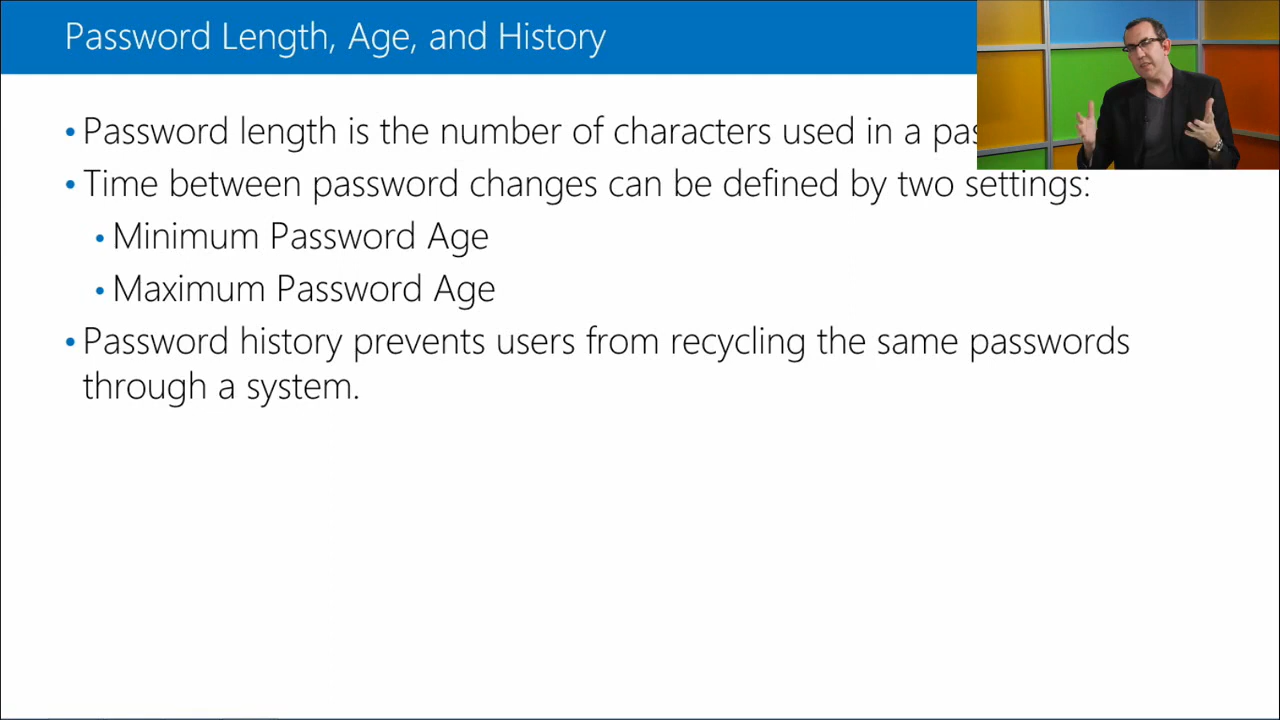 Password Length, Age, and History
• Password length is the number of characters used in a
• Time between password changes can be defined by two settings:
• Minimum Password Age
• Maximum Password Age
• Password history prevents users from recycling the same passwords
through a system.